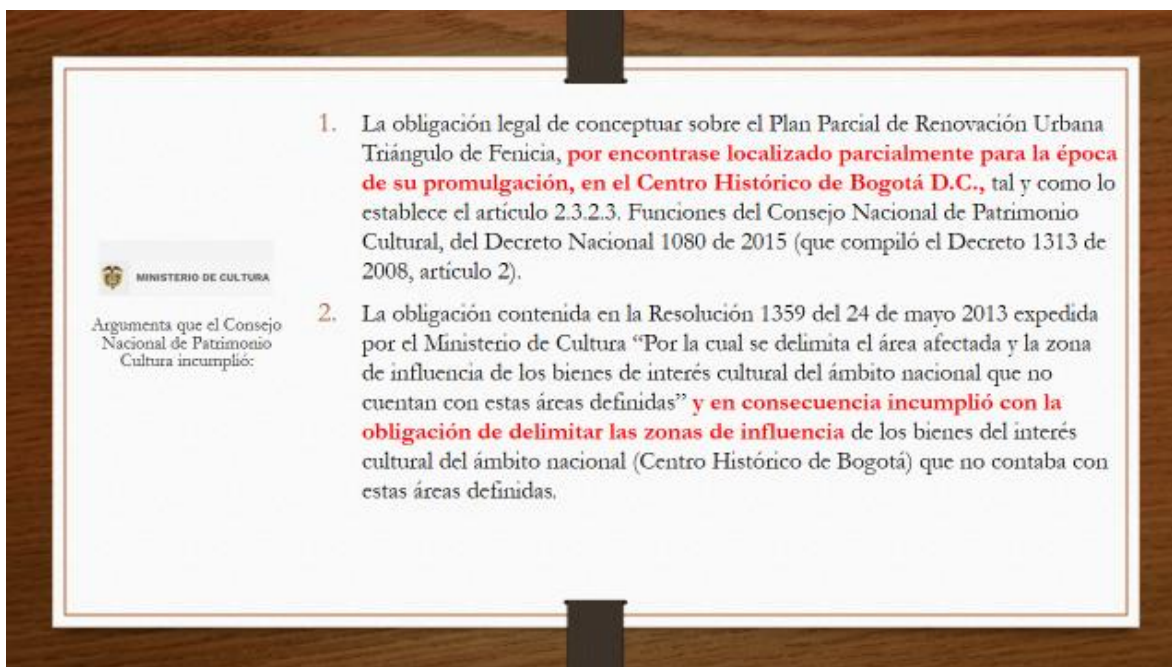 MINISTERIO DE CULTURA
Argumenta que el Consejo
Nacional de Patrimonio
Cultura incumplió:
1. La obligación legal de conceptuar sobre el Plan Parcial de Renovación Urbana
Triángulo de Fenicia, por encontrase localizado parcialmente para la época
de su promulgación, en el Centro Histórico de Bogotá D.C., tal y como lo
establece el artículo 2.3.2.3. Funciones del Consejo Nacional de Patrimonio
Cultural, del Decreto Nacional 1080 de 2015 (que compiló el Decreto 1313 de
2008, artículo 2).
2. La obligación contenida en la Resolución 1359 del 24 de mayo 2013 expedida
por el Ministerio de Cultura “Por la cual se delimita el área afectada y la zona
de influencia de los bienes de interés cultural del ámbito nacional que no
cuentan con estas áreas definidas” y en consecuencia incumplió con la
obligación de delimitar las zonas de influencia de los bienes del interés
cultural del ámbito nacional (Centro Histórico de Bogotá) que no contaba con
estas áreas definidas.